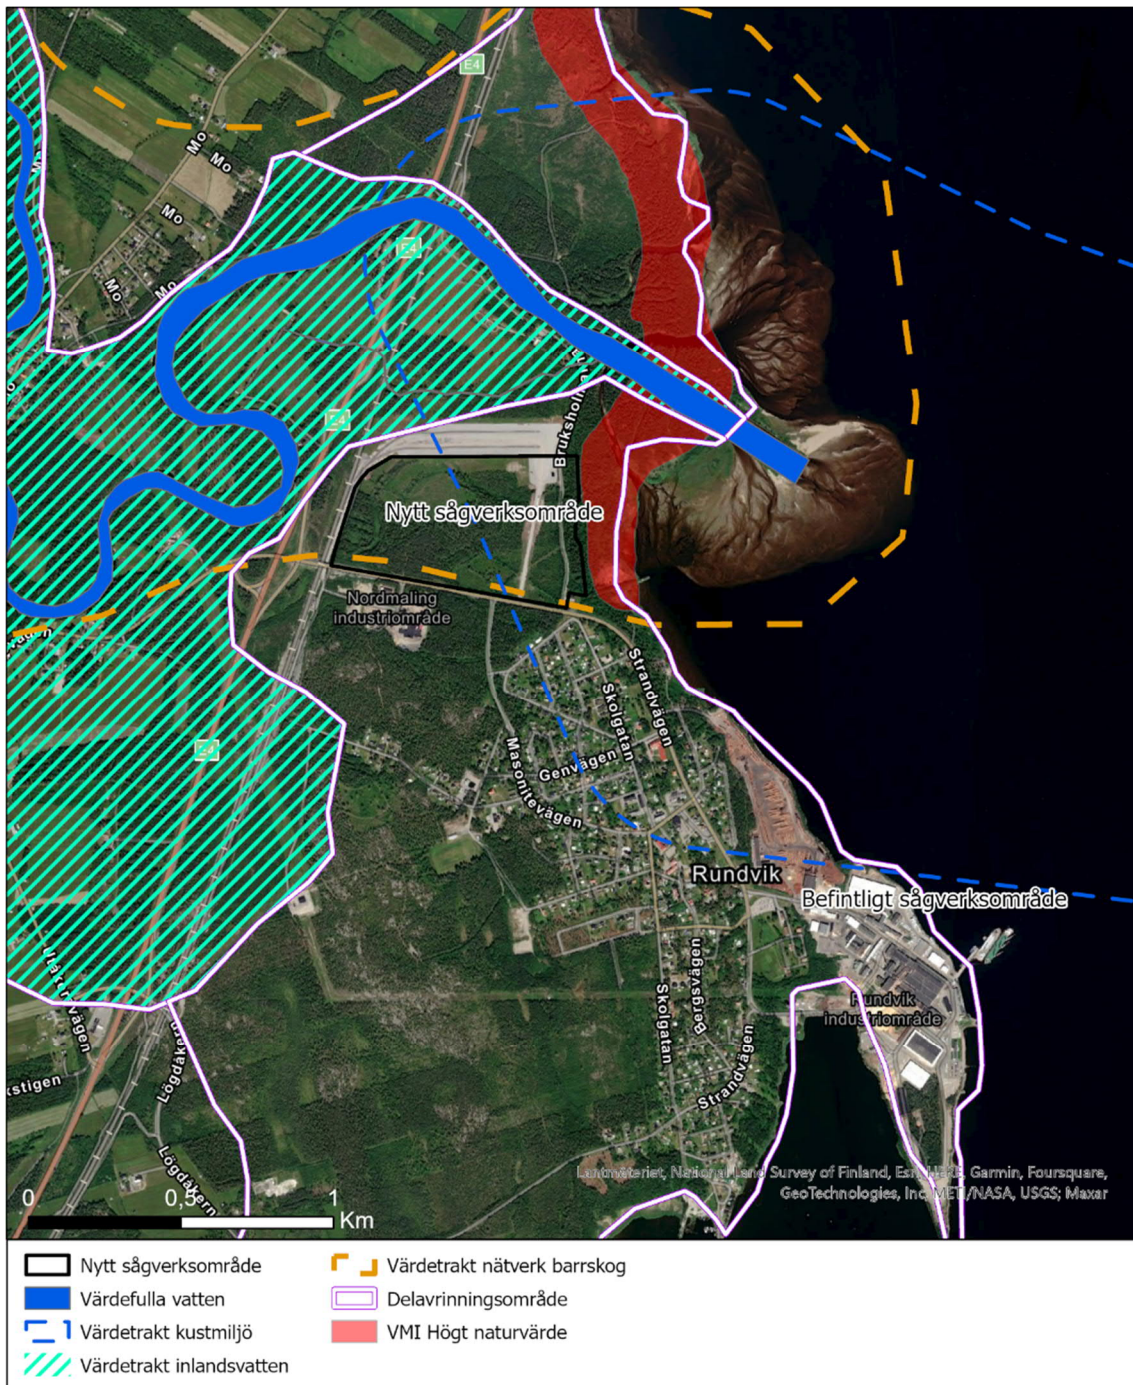 E4
Mo
Mo
Mo
Mo
Mo
E4
E4
Nytt sågverksområde
Nordmaling
industriområde
Strandvägen
Skolgatan
Genvägen
Masonitevägen
E4
Rundvik
Befintligt sågverksområde
Rundvik
industriområde
Bergsvägen
Skolgatan
Strandvägen
Lögdåkern
Lantmäteriet, National Land Survey of Finland, Esri, HERE, Garmin, Foursquare,
GeoTechnologies, Inc, METI/NASA, USGS; Maxar
0 0,5 1
Km
Nytt sågverksområde
Värdefulla vatten
Värdetrakt kustmiljö
Värdetrakt inlandsvatten
Värdetrakt nätverk barrskog
Delavrinningsområde
VMI Högt naturvärde